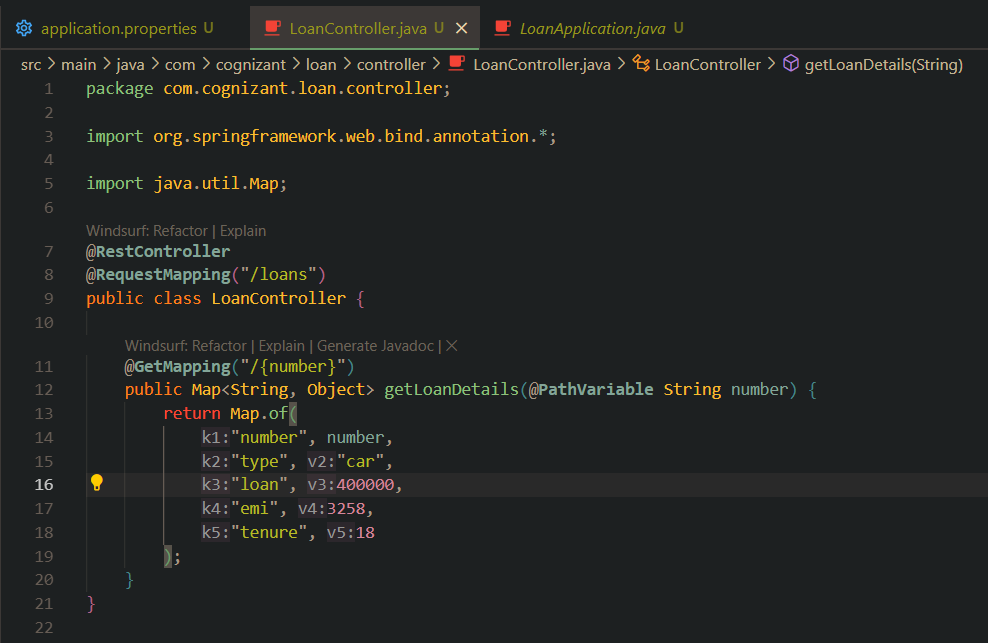 application.properties U LoanController.java U × LoanApplication.java U
src > main > java > com > cognizant > loan > controller > LoanController.java > LoanController > getLoanDetails(String)
1 package com.cognizant.loan.controller;
2
3 import org.springframework.web.bind.annotation.*;
4
5 import java.util.Map;
6
Windsurf: Refactor | Explain
7 @RestController
8 @RequestMapping("/loans")
9 public class LoanController {
10
Windsurf: Refactor | Explain | Generate Javadoc | ×
11 @GetMapping("/{number}")
12 public Map<String, Object> getLoanDetails(@PathVariable String number) {
13 return Map.of(
14 k1:"number", number,
15 k2:"type", v2:"car",
16 k3:"loan", v3:400000,
17 k4:"emi", v4:3258,
18 k5:"tenure", v5:18
19 );
20 }
21 }
22